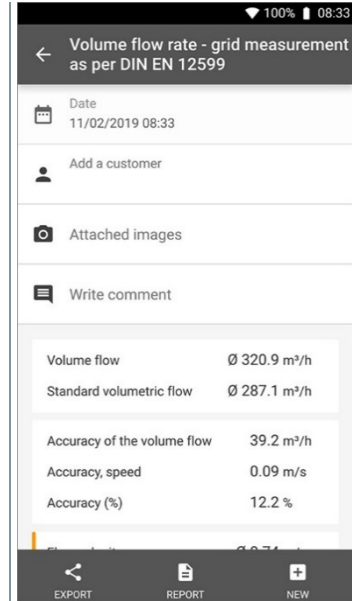 100% 08:33
Volume flow rate - grid measurement
as per DIN EN 12599
Date
11/02/2019 08:33
Add a customer
Attached images
Write comment
Volume flow Ø 320.9 m³/h
Standard volumetric flow Ø 287.1 m³/h
Accuracy of the volume flow 39.2 m³/h
Accuracy, speed 0.09 m/s
Accuracy (%) 12.2 %
EXPORT REPORT NEW